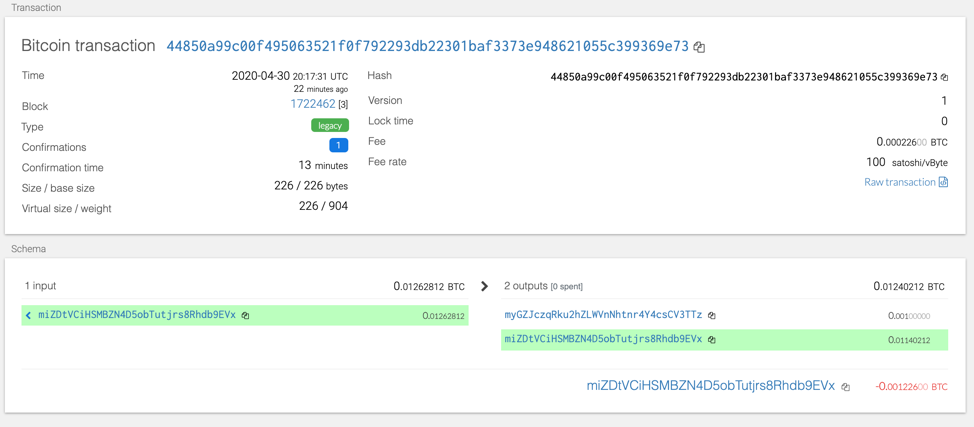 Transaction
Bitcoin transaction 44850a99c00f495063521f0f792293db22301baf3373e948621055c399369e73
Time 2020-04-30 20:17:31 UTC
22 minutes ago
Block 1722462 [3]
Type legacy
Confirmations 1
Confirmation time 13 minutes
Size / base size 226 / 226 bytes
Virtual size / weight 226 / 904
Hash 44850a99c00f495063521f0f792293db22301baf3373e948621055c399369e73
Version 1
Lock time 0
Fee 0.00022600 BTC
Fee rate 100 satoshi/vByte
Raw transaction
Schema
1 input 0.01262812 BTC
miZDtVCiHSMBZN4D5obTutjrs8Rhdb9EVx 0.01262812
2 outputs [0 spent] 0.01240212 BTC
myGZJczqRku2hZLWVnNhtnr4Y4csCV3TTz 0.00100000
miZDtVCiHSMBZN4D5obTutjrs8Rhdb9EVx 0.01140212
miZDtVCiHSMBZN4D5obTutjrs8Rhdb9EVx -0.00122600 BTC